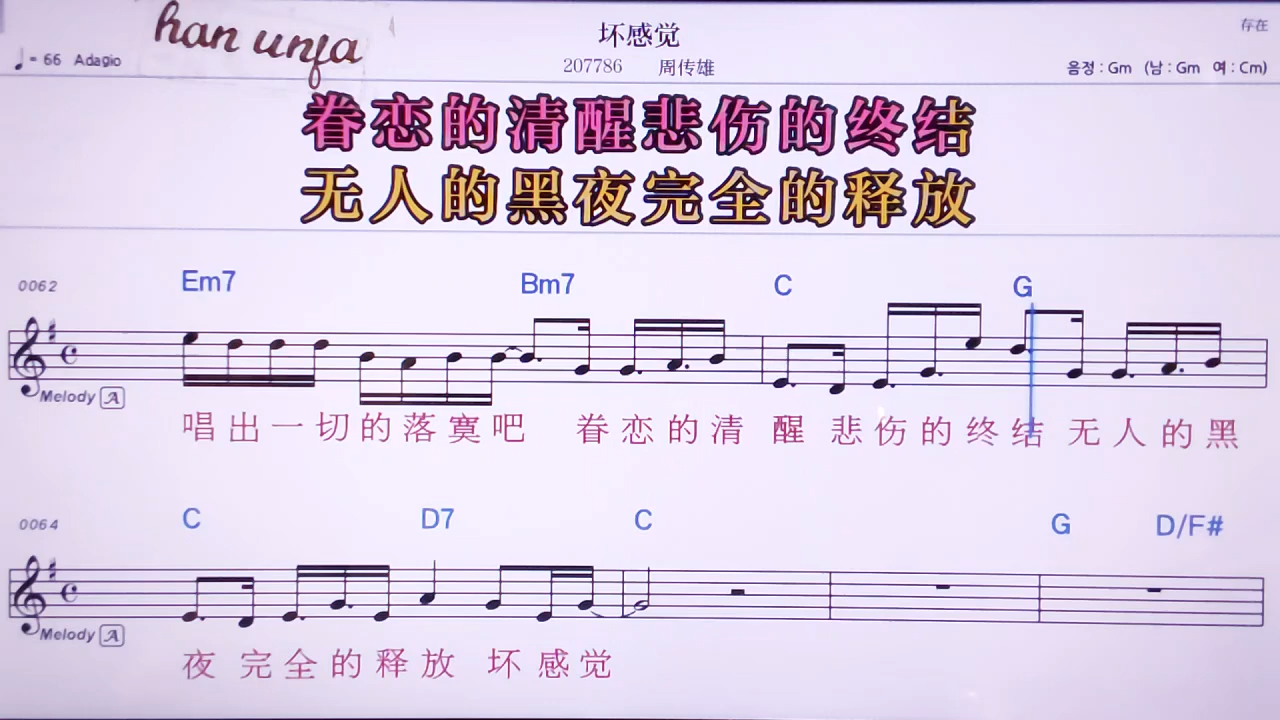 han unfa
坏感觉
存在
♩= 66 Adagio
207786 周传雄
음정 : Gm (남 : Gm 여 : Cm)
眷恋的清醒悲伤的终结
无人的黑夜完全的释放
0062
Em7 Bm7 C G
Melody A
唱出一切的落寞吧 眷恋的清醒 悲伤的终结 无人的黑
0064
C D7 C G D/F#
Melody A
夜 完全的释放 坏感觉